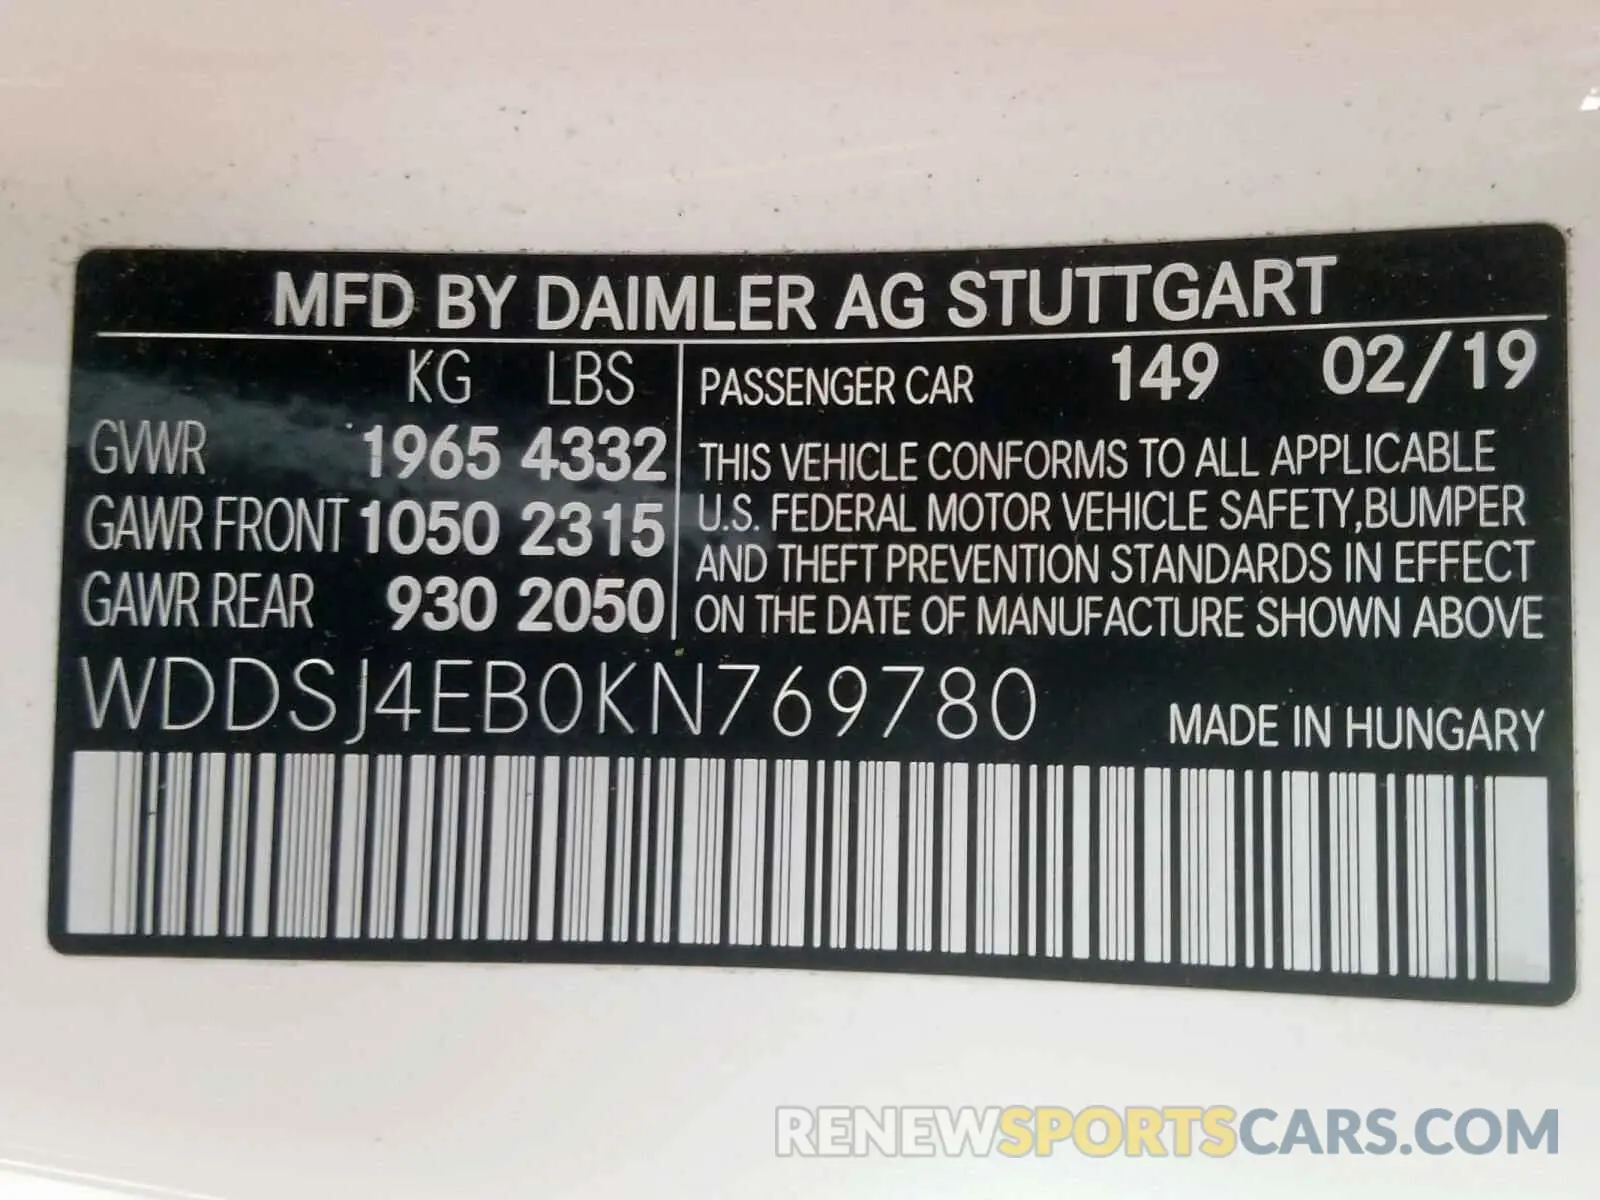 MFD BY DAIMLER AG STUTTGART
KG LBS
GVWR 1965 4332
GAWR FRONT 1050 2315
GAWR REAR 930 2050
PASSENGER CAR 149 02/19
THIS VEHICLE CONFORMS TO ALL APPLICABLE
U.S. FEDERAL MOTOR VEHICLE SAFETY,BUMPER
AND THEFT PREVENTION STANDARDS IN EFFECT
ON THE DATE OF MANUFACTURE SHOWN ABOVE
WDDSJ4EB0KN769780
MADE IN HUNGARY
RENEWSPORTSCARS.COM